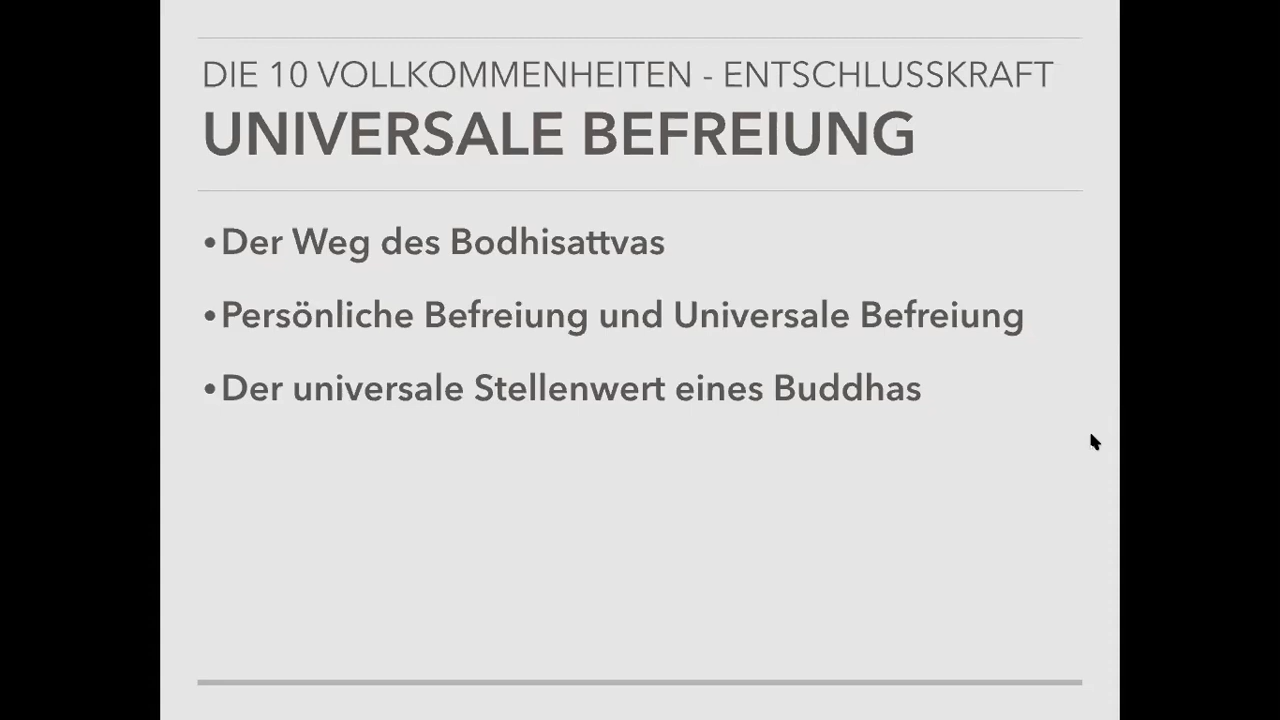 DIE 10 VOLLKOMMENHEITEN - ENTSCHLUSSKRAFT
UNIVERSALE BEFREIUNG
•Der Weg des Bodhisattvas
•Persönliche Befreiung und Universale Befreiung
•Der universale Stellenwert eines Buddhas